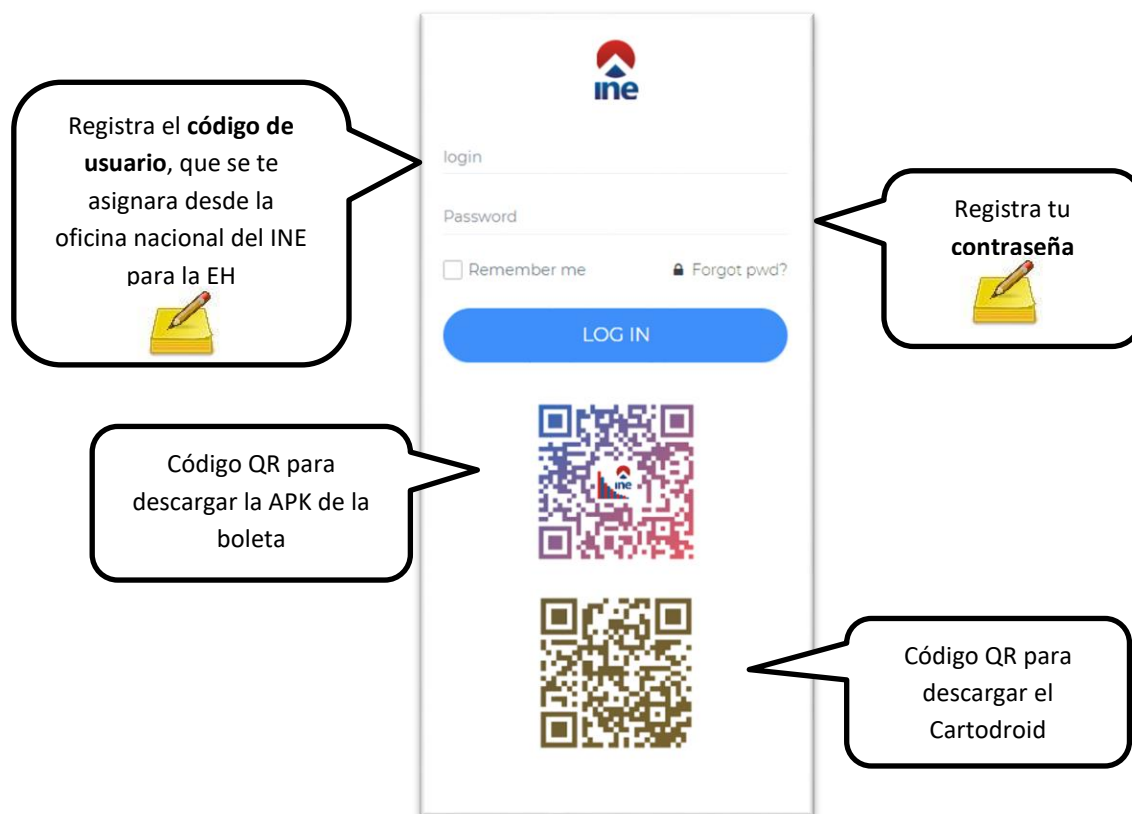 ine
Registra el código de
usuario, que se te
asignara desde la
oficina nacional del INE
para la EH
login
Password
Remember me
Forgot pwd?
LOG IN
Registra tu
contraseña
Código QR para
descargar la APK de la
boleta
ine
Código QR para
descargar el
Cartodroid